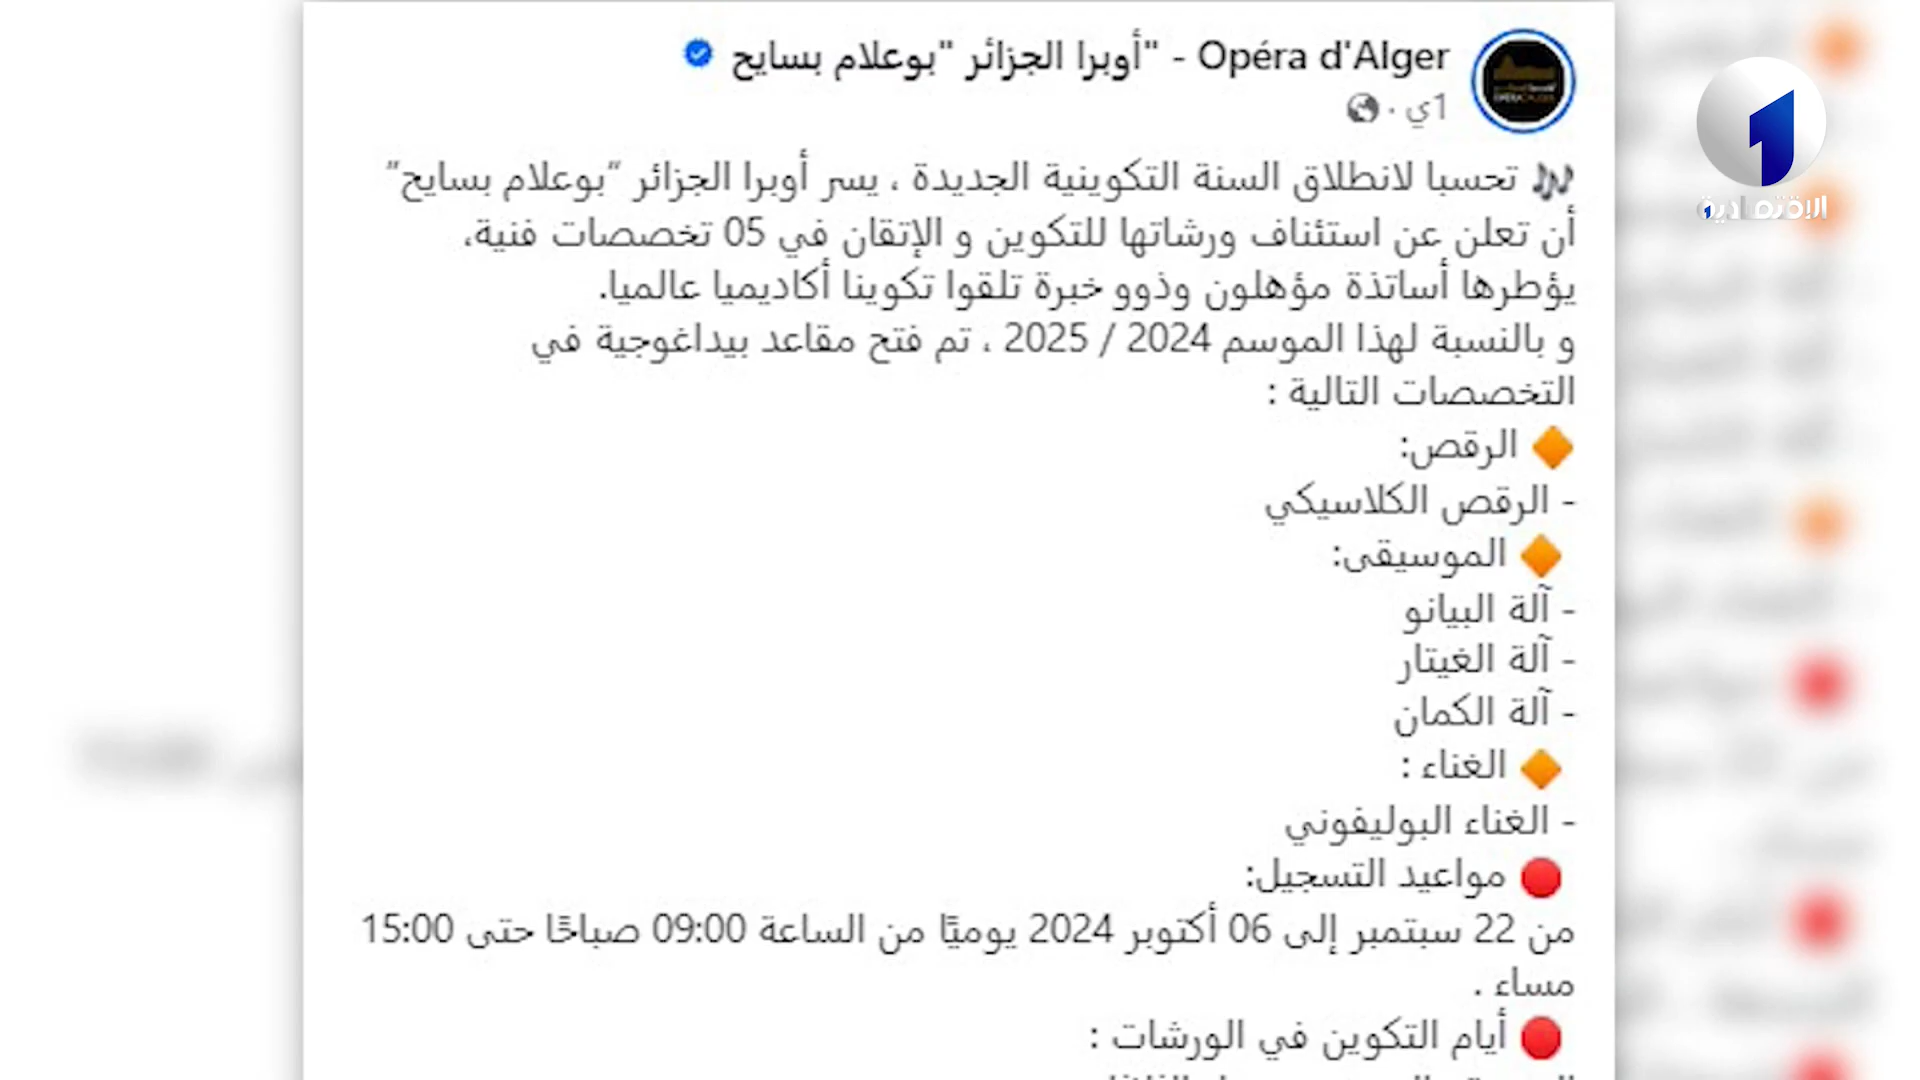 Opéra d'Alger - "أوبرا الجزائر "بوعلام بسايح
1ي ·
تحسبا لانطلاق السنة التكوينية الجديدة ، يسر أوبرا الجزائر “بوعلام بسايح”
أن تعلن عن استئناف ورشاتها للتكوين و الإتقان في 05 تخصصات فنية،
يؤطرها أساتذة مؤهلون وذوو خبرة تلقوا تكوينا أكاديميا عالميا.
و بالنسبة لهذا الموسم 2024 / 2025 ، تم فتح مقاعد بيداغوجية في
التخصصات التالية :
🔶 الرقص:
- الرقص الكلاسيكي
🔶 الموسيقى:
- آلة البيانو
- آلة الغيتار
- آلة الكمان
🔶 الغناء :
- الغناء البوليفوني
🔴 مواعيد التسجيل:
من 22 سبتمبر إلى 06 أكتوبر 2024 يوميًا من الساعة 09:00 صباحًا حتى 15:00
مساء .
🔴 أيام التكوين في الورشات :
1
الإقتصادية